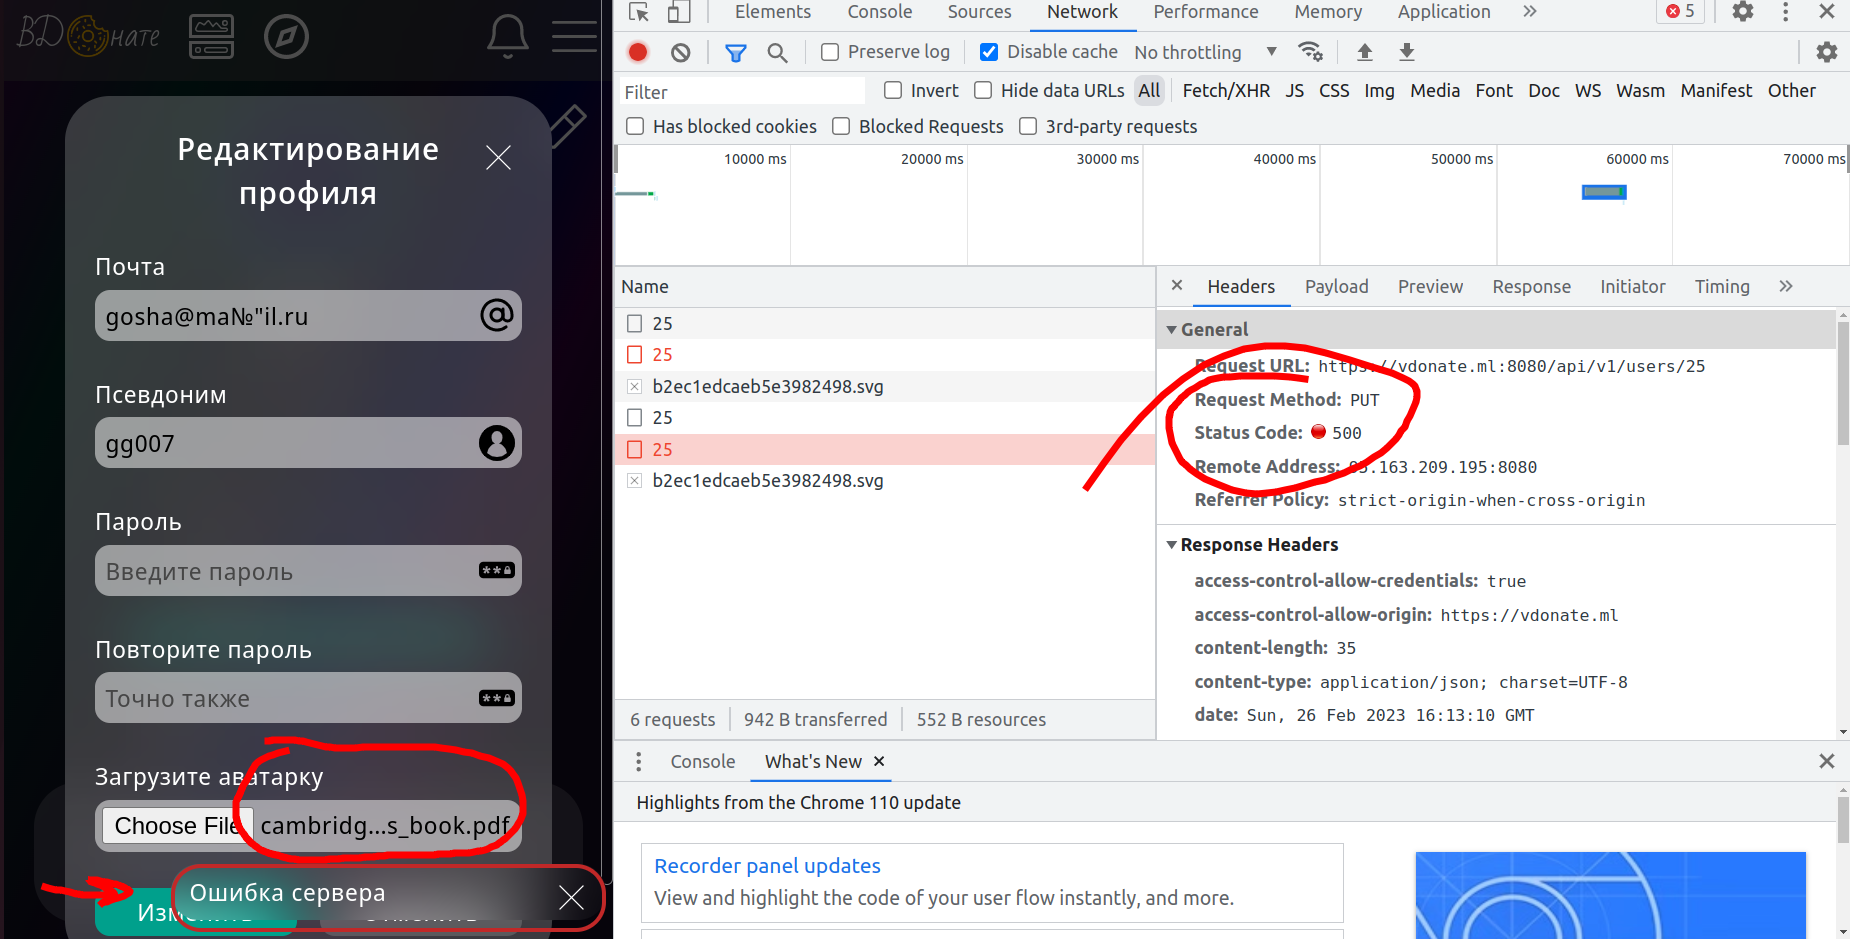 BDонате
Редактирование
профиля
Почта
gosha@ma№"il.ru
Псевдоним
gg007
Пароль
Введите пароль
Повторите пароль
Точно также
Загрузите аватарку
Choose File cambridg...s_book.pdf
Ошибка сервера
Изменить
Elements Console Sources Network Performance Memory Application 5
Preserve log Disable cache No throttling
Filter Invert Hide data URLs All Fetch/XHR JS CSS Img Media Font Doc WS Wasm Manifest Other
Has blocked cookies Blocked Requests 3rd-party requests
10000 ms 20000 ms 30000 ms 40000 ms 50000 ms 60000 ms 70000 ms
Name
25
25
b2ec1edcaeb5e3982498.svg
25
25
b2ec1edcaeb5e3982498.svg
6 requests 942 B transferred 552 B resources
Headers Payload Preview Response Initiator Timing
General
Request URL: https://vdonate.ml:8080/api/v1/users/25
Request Method: PUT
Status Code: 500
Remote Address: 95.163.209.195:8080
Referrer Policy: strict-origin-when-cross-origin
Response Headers
access-control-allow-credentials: true
access-control-allow-origin: https://vdonate.ml
content-length: 35
content-type: application/json; charset=UTF-8
date: Sun, 26 Feb 2023 16:13:10 GMT
Console What's New
Highlights from the Chrome 110 update
Recorder panel updates
View and highlight the code of your user flow instantly, and more.